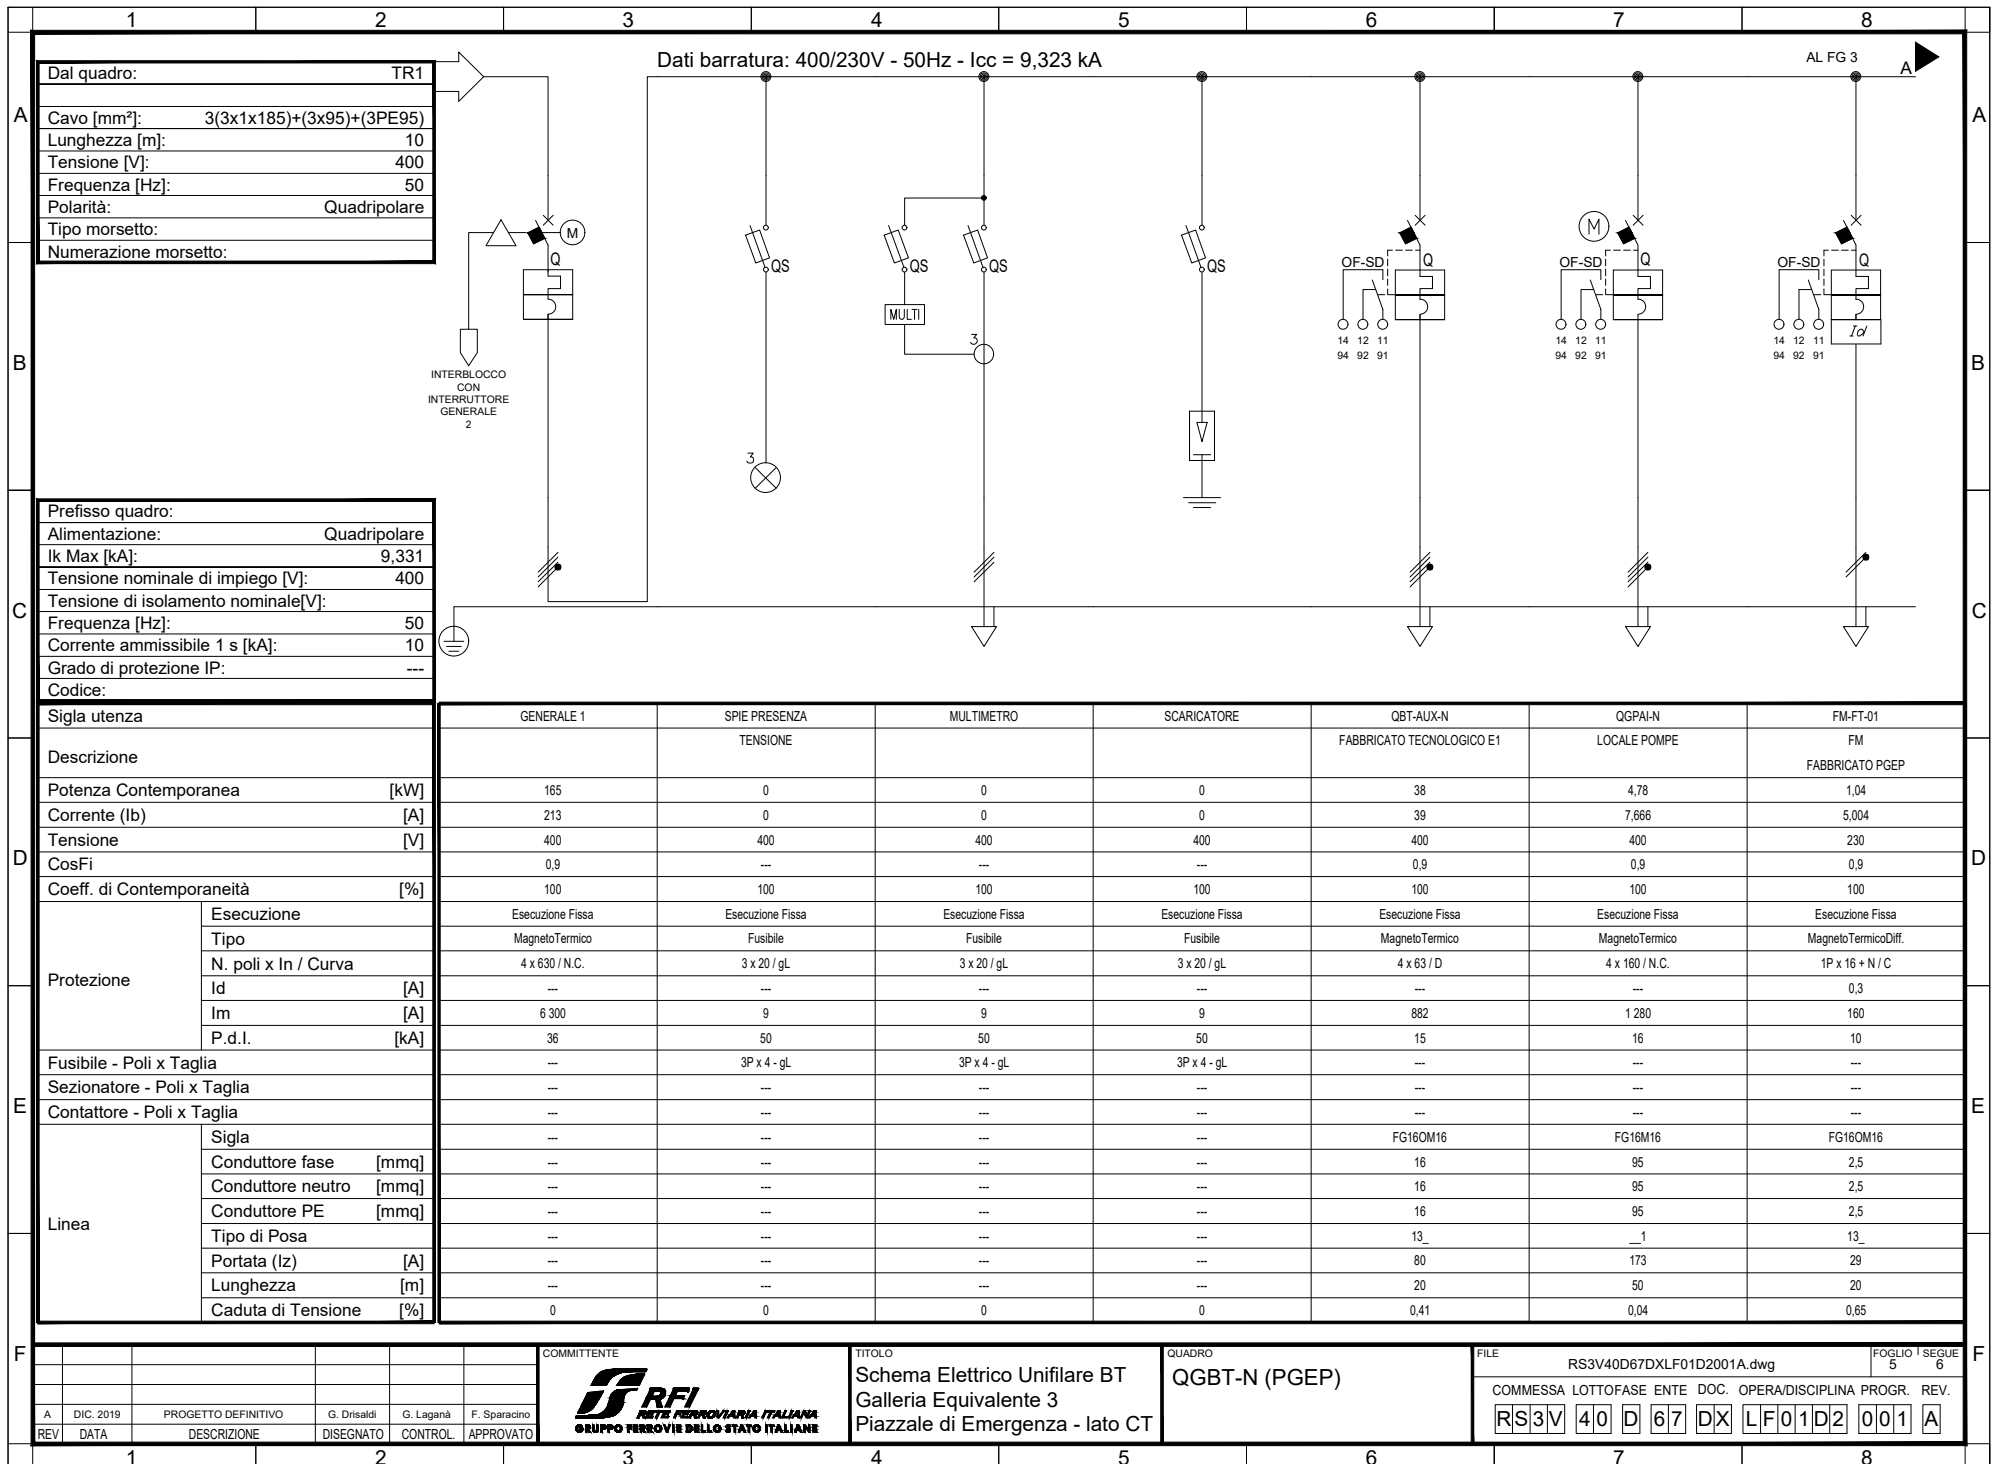 1 2 3 4 5 6 7 8
Dati barratura: 400/230V - 50Hz - Icc = 9,323 kA
AL FG 3
A
Dal quadro: TR1
Cavo [mm²]: 3(3x1x185)+(3x95)+(3PE95)
Lunghezza [m]: 10
Tensione [V]: 400
Frequenza [Hz]: 50
Polarità: Quadripolare
Tipo morsetto:
Numerazione morsetto:
A A
M
Q
QS
QS
QS
QS
MULTI
3
3
M
OF-SD Q
OF-SD Q
OF-SD Q
Id
14 12 11
94 92 91
14 12 11
94 92 91
14 12 11
94 92 91
INTERBLOCCO
CON
INTERRUTTORE
GENERALE
2
B B
Prefisso quadro:
Alimentazione: Quadripolare
Ik Max [kA]: 9,331
Tensione nominale di impiego [V]: 400
Tensione di isolamento nominale[V]:
Frequenza [Hz]: 50
Corrente ammissibile 1 s [kA]: 10
Grado di protezione IP: ---
Codice:
C C
Sigla utenza GENERALE 1 SPIE PRESENZA MULTIMETRO SCARICATORE QBT-AUX-N QGPAI-N FM-FT-01
Descrizione TENSIONE FABBRICATO TECNOLOGICO E1 LOCALE POMPE FM
FABBRICATO PGEP
Potenza Contemporanea [kW] 165 0 0 0 38 4,78 1,04
Corrente (Ib) [A] 213 0 0 0 39 7,666 5,004
Tensione [V] 400 400 400 400 400 400 230
CosFi 0,9 --- --- --- 0,9 0,9 0,9
Coeff. di Contemporaneità [%] 100 100 100 100 100 100 100
D D
Protezione
Esecuzione Esecuzione Fissa Esecuzione Fissa Esecuzione Fissa Esecuzione Fissa Esecuzione Fissa Esecuzione Fissa Esecuzione Fissa
Tipo MagnetoTermico Fusibile Fusibile Fusibile MagnetoTermico MagnetoTermico MagnetoTermicoDiff.
N. poli x In / Curva 4 x 630 / N.C. 3 x 20 / gL 3 x 20 / gL 3 x 20 / gL 4 x 63 / D 4 x 160 / N.C. 1P x 16 + N / C
Id [A] --- --- --- --- --- --- 0,3
Im [A] 6 300 9 9 9 882 1 280 160
P.d.I. [kA] 36 50 50 50 15 16 10
Fusibile - Poli x Taglia --- 3P x 4 - gL 3P x 4 - gL 3P x 4 - gL --- --- ---
Sezionatore - Poli x Taglia --- --- --- --- --- --- ---
Contattore - Poli x Taglia --- --- --- --- --- --- ---
E E
Linea
Sigla --- --- --- --- FG16OM16 FG16M16 FG16OM16
Conduttore fase [mmq] --- --- --- --- 16 95 2,5
Conduttore neutro [mmq] --- --- --- --- 16 95 2,5
Conduttore PE [mmq] --- --- --- --- 16 95 2,5
Tipo di Posa --- --- --- --- 13_ __1 13_
Portata (Iz) [A] --- --- --- --- 80 173 29
Lunghezza [m] --- --- --- --- 20 50 20
Caduta di Tensione [%] 0 0 0 0 0,41 0,04 0,65
F F
A DIC. 2019 PROGETTO DEFINITIVO G. Drisaldi G. Laganà F. Sparacino
REV DATA DESCRIZIONE DISEGNATO CONTROL. APPROVATO
COMMITTENTE
RFI
RETE FERROVIARIA ITALIANA
GRUPPO FERROVIE DELLO STATO ITALIANE
TITOLO
Schema Elettrico Unifilare BT
Galleria Equivalente 3
Piazzale di Emergenza - lato CT
QUADRO
QGBT-N (PGEP)
FILE
RS3V40D67DXLF01D2001A.dwg
FOGLIO SEGUE
5 6
COMMESSA LOTTO FASE ENTE DOC. OPERA/DISCIPLINA PROGR. REV.
RS3V 40 D 67 DX LF01D2 001 A
1 2 3 4 5 6 7 8